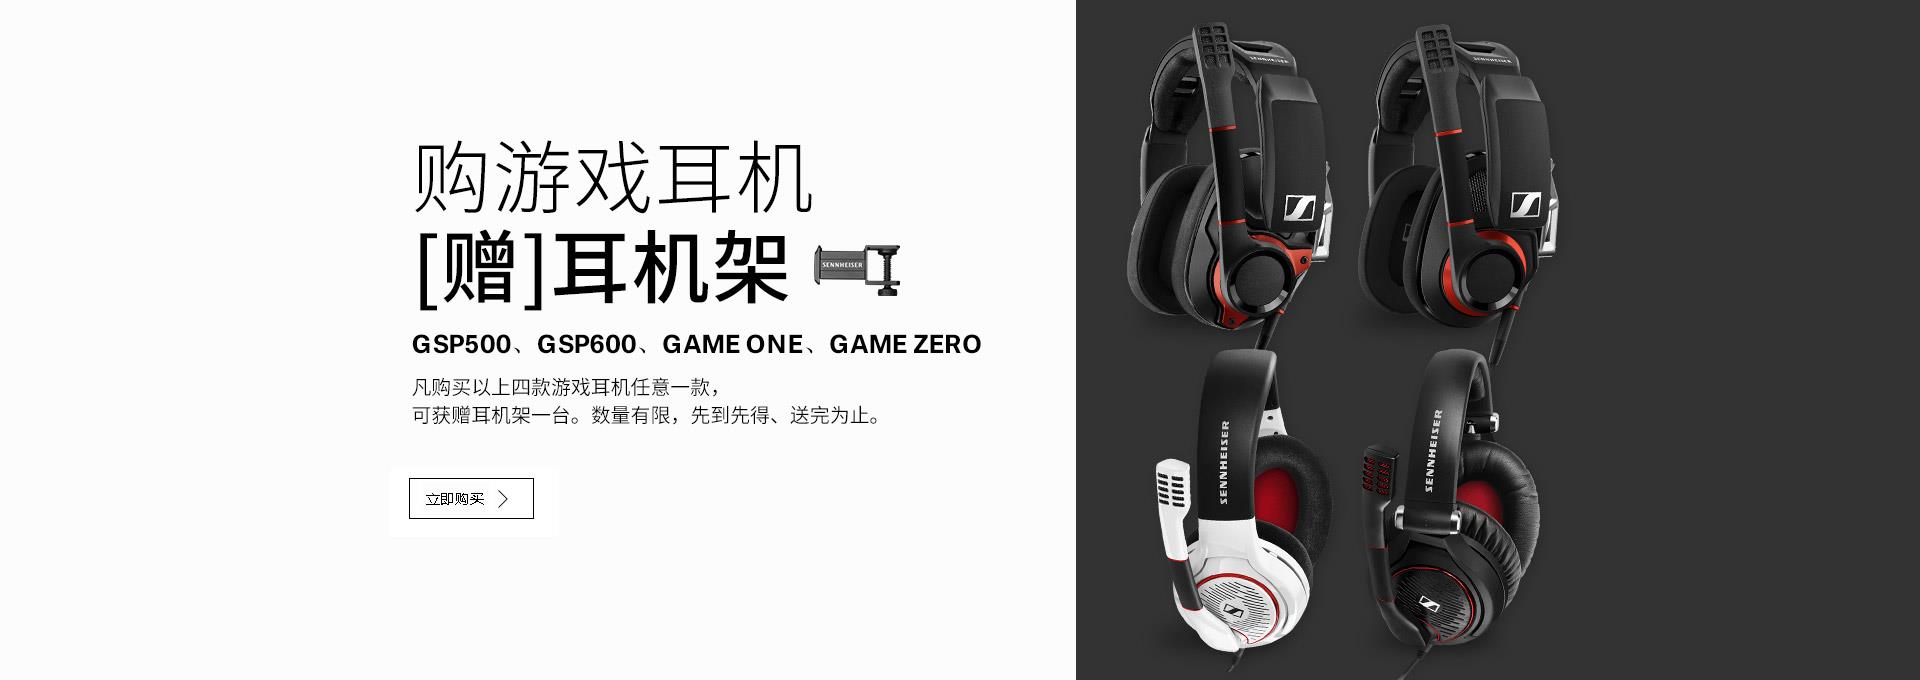 购游戏耳机
[赠]耳机架
SENNHEISER
GSP500、GSP600、GAME ONE、GAME ZERO
凡购买以上四款游戏耳机任意一款，
可获赠耳机架一台。数量有限，先到先得、送完为止。
立即购买
SENNHEISER
SENNHEISER
SENNHEISER
SENNHEISER